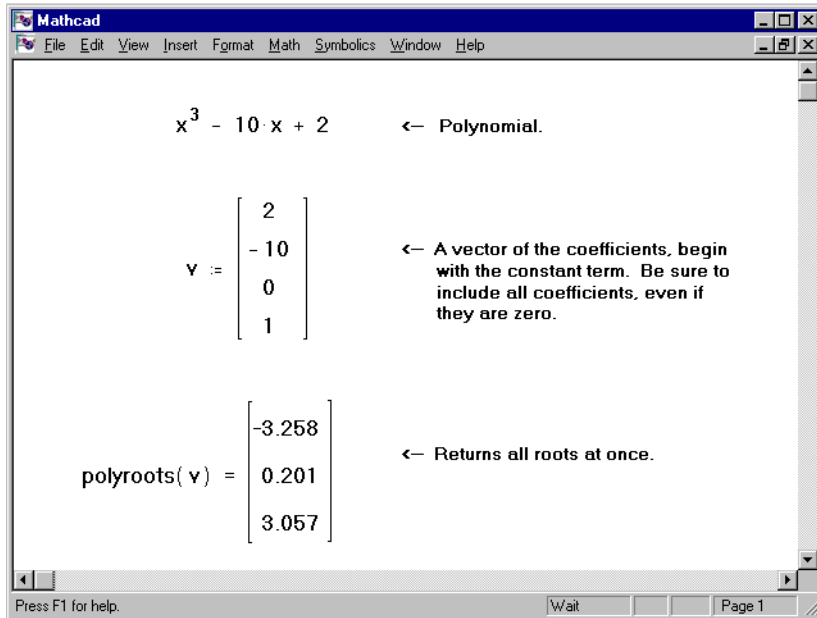 Mathcad
File Edit View Insert Format Math Symbolics Window Help
x³ - 10·x + 2 <— Polynomial.
v := [2 -10 0 1]
<— A vector of the coefficients, begin
with the constant term. Be sure to
include all coefficients, even if
they are zero.
polyroots( v ) = [-3.258 0.201 3.057]
<— Returns all roots at once.
Press F1 for help. Wait Page 1